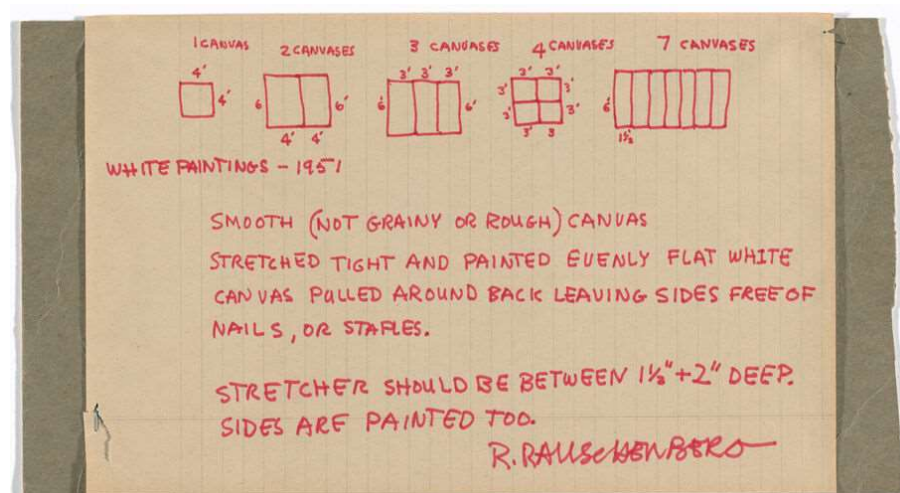 1 CANVAS 2 CANVASES 3 CANVASES 4 CANVASES 7 CANVASES
4' 3' 3' 3' 3' 3'
4' 6 6' 6 6' 3' 3' 6'
3' 3'
4' 4' 3' 3 1½
WHITE PAINTINGS - 1951
SMOOTH (NOT GRAINY OR ROUGH) CANVAS
STRETCHED TIGHT AND PAINTED EVENLY FLAT WHITE
CANVAS PULLED AROUND BACK LEAVING SIDES FREE OF
NAILS, OR STAPLES.
STRETCHER SHOULD BE BETWEEN 1½"+2" DEEP.
SIDES ARE PAINTED TOO.
R. RAUSCHENBERG